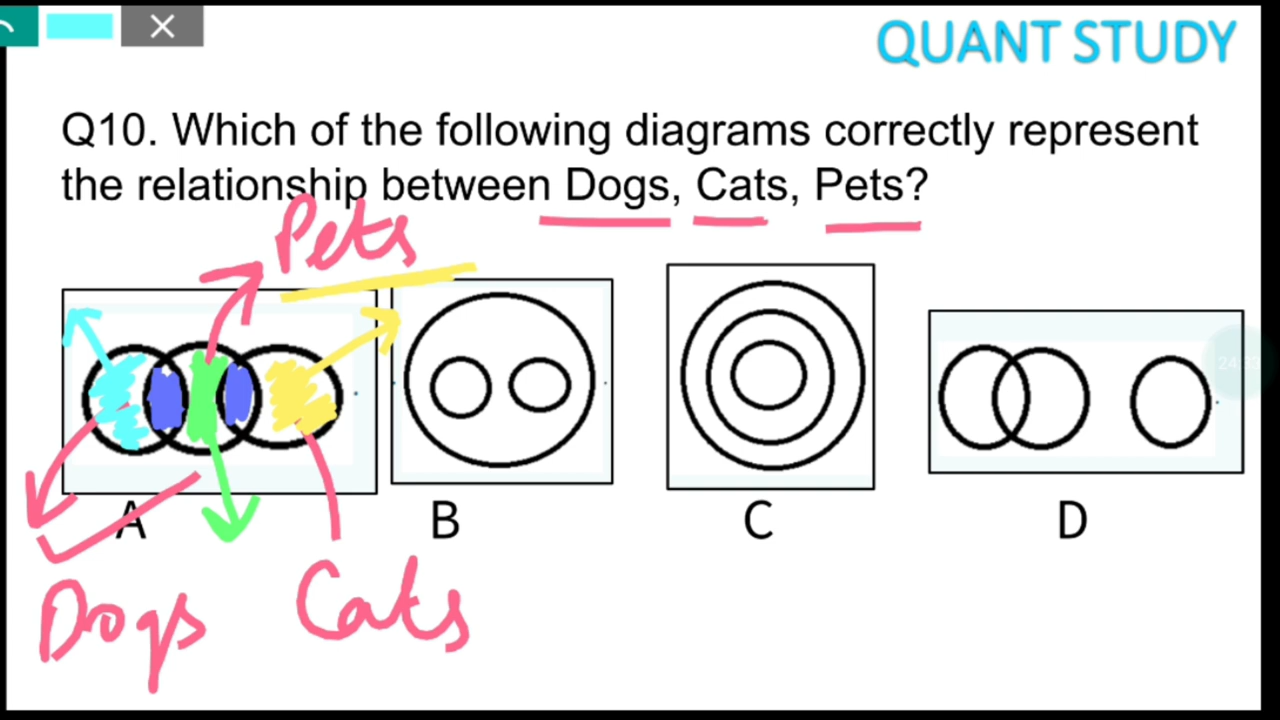 QUANT STUDY
Q10. Which of the following diagrams correctly represent
the relationship between Dogs, Cats, Pets?
Pets
A
B
C
D
Dogs
Cats